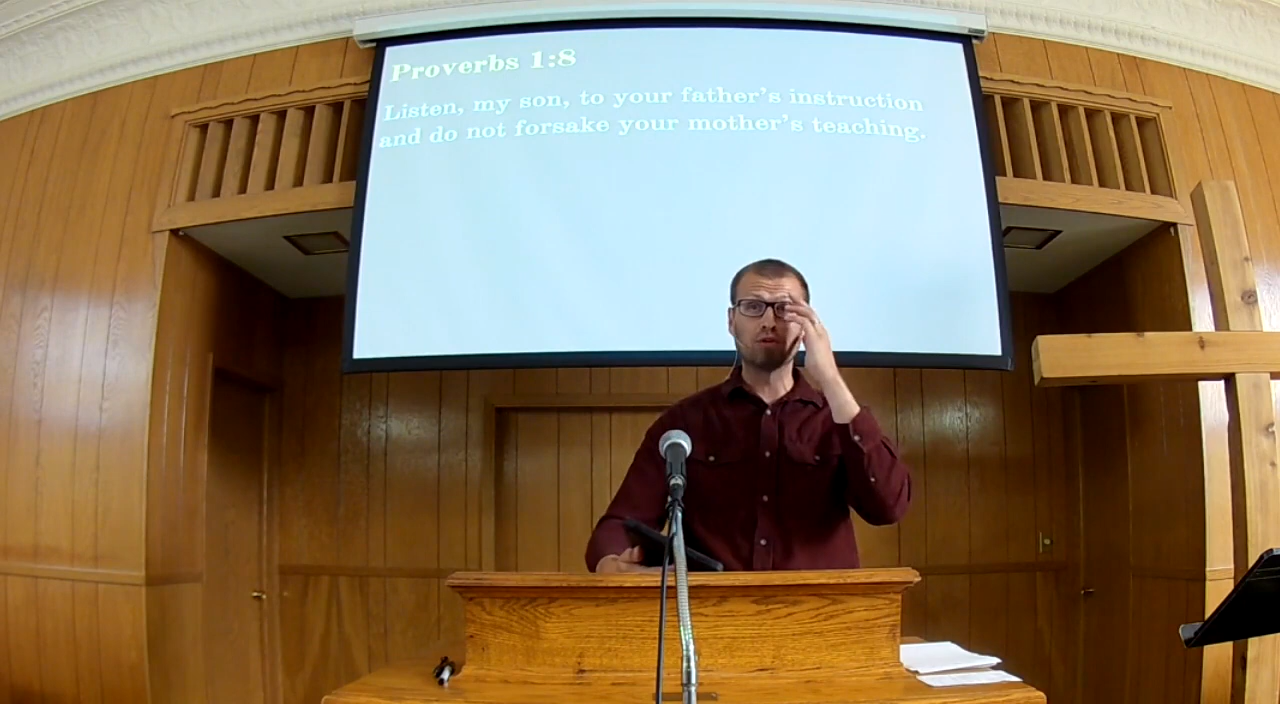 Proverbs 1:8
Listen, my son, to your father's instruction
and do not forsake your mother's teaching.